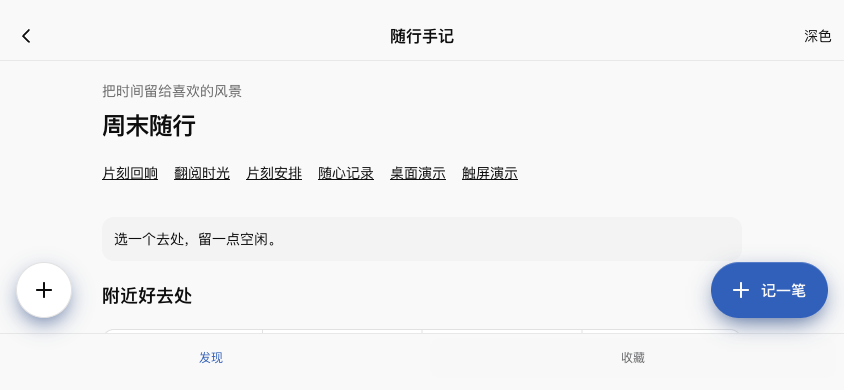 随行手记
深色
把时间留给喜欢的风景
周末随行
片刻回响 翻阅时光 片刻安排 随心记录 桌面演示 触屏演示
选一个去处，留一点空闲。
附近好去处
记一笔
发现
收藏